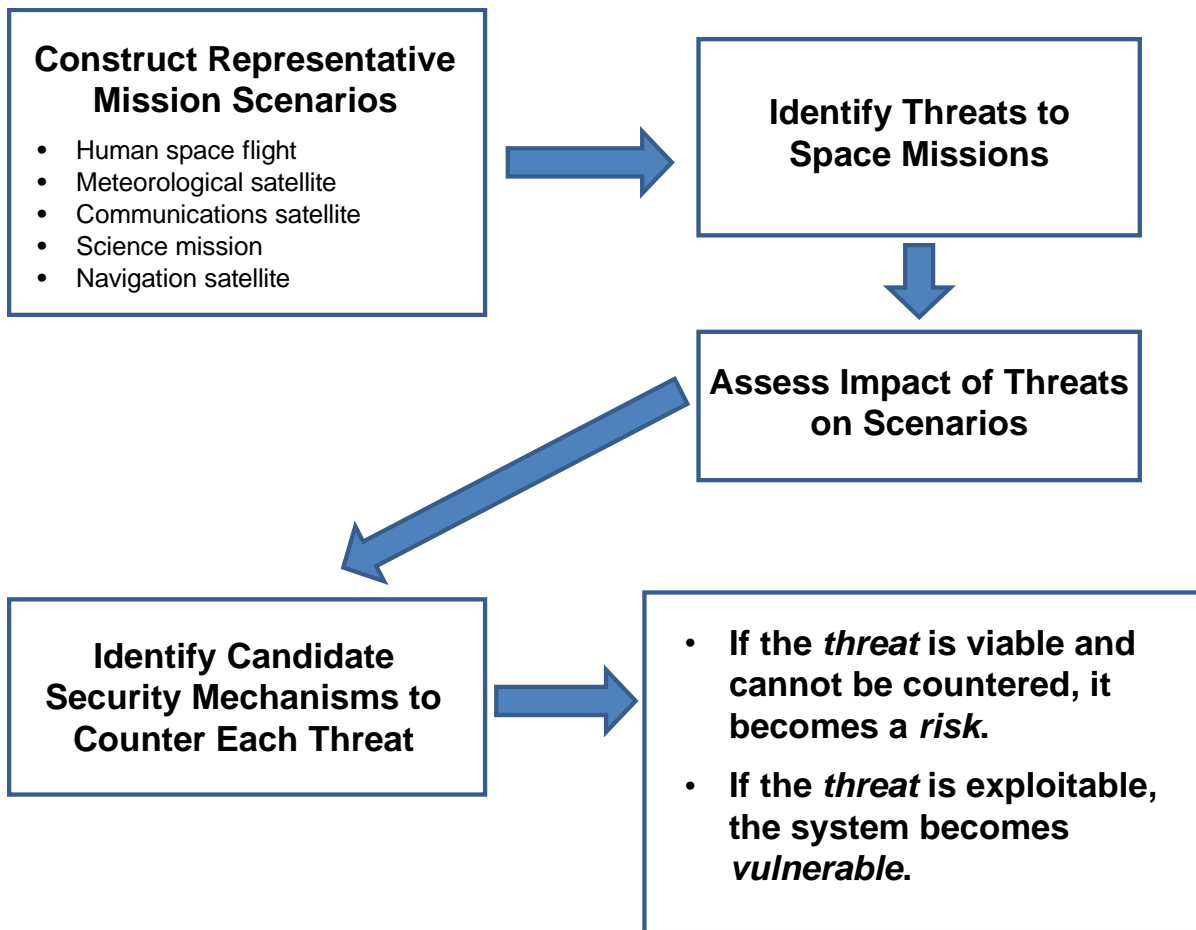 Construct Representative
Mission Scenarios
• Human space flight
• Meteorological satellite
• Communications satellite
• Science mission
• Navigation satellite
Identify Threats to
Space Missions
Assess Impact of Threats
on Scenarios
Identify Candidate
Security Mechanisms to
Counter Each Threat
• If the threat is viable and
cannot be countered, it
becomes a risk.
• If the threat is exploitable,
the system becomes
vulnerable.